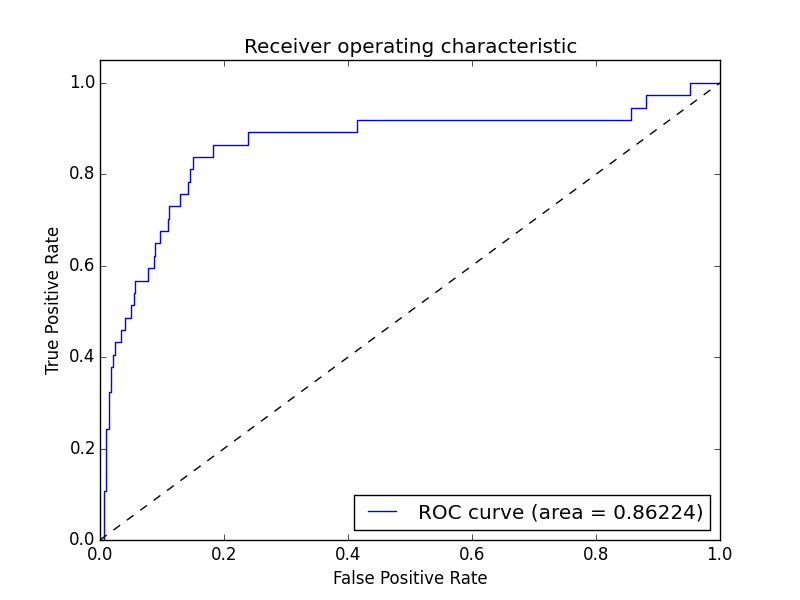 Receiver operating characteristic
True Positive Rate
1.0
0.8
0.6
0.4
0.2
0.0
ROC curve (area = 0.86224)
0.0 0.2 0.4 0.6 0.8 1.0
False Positive Rate